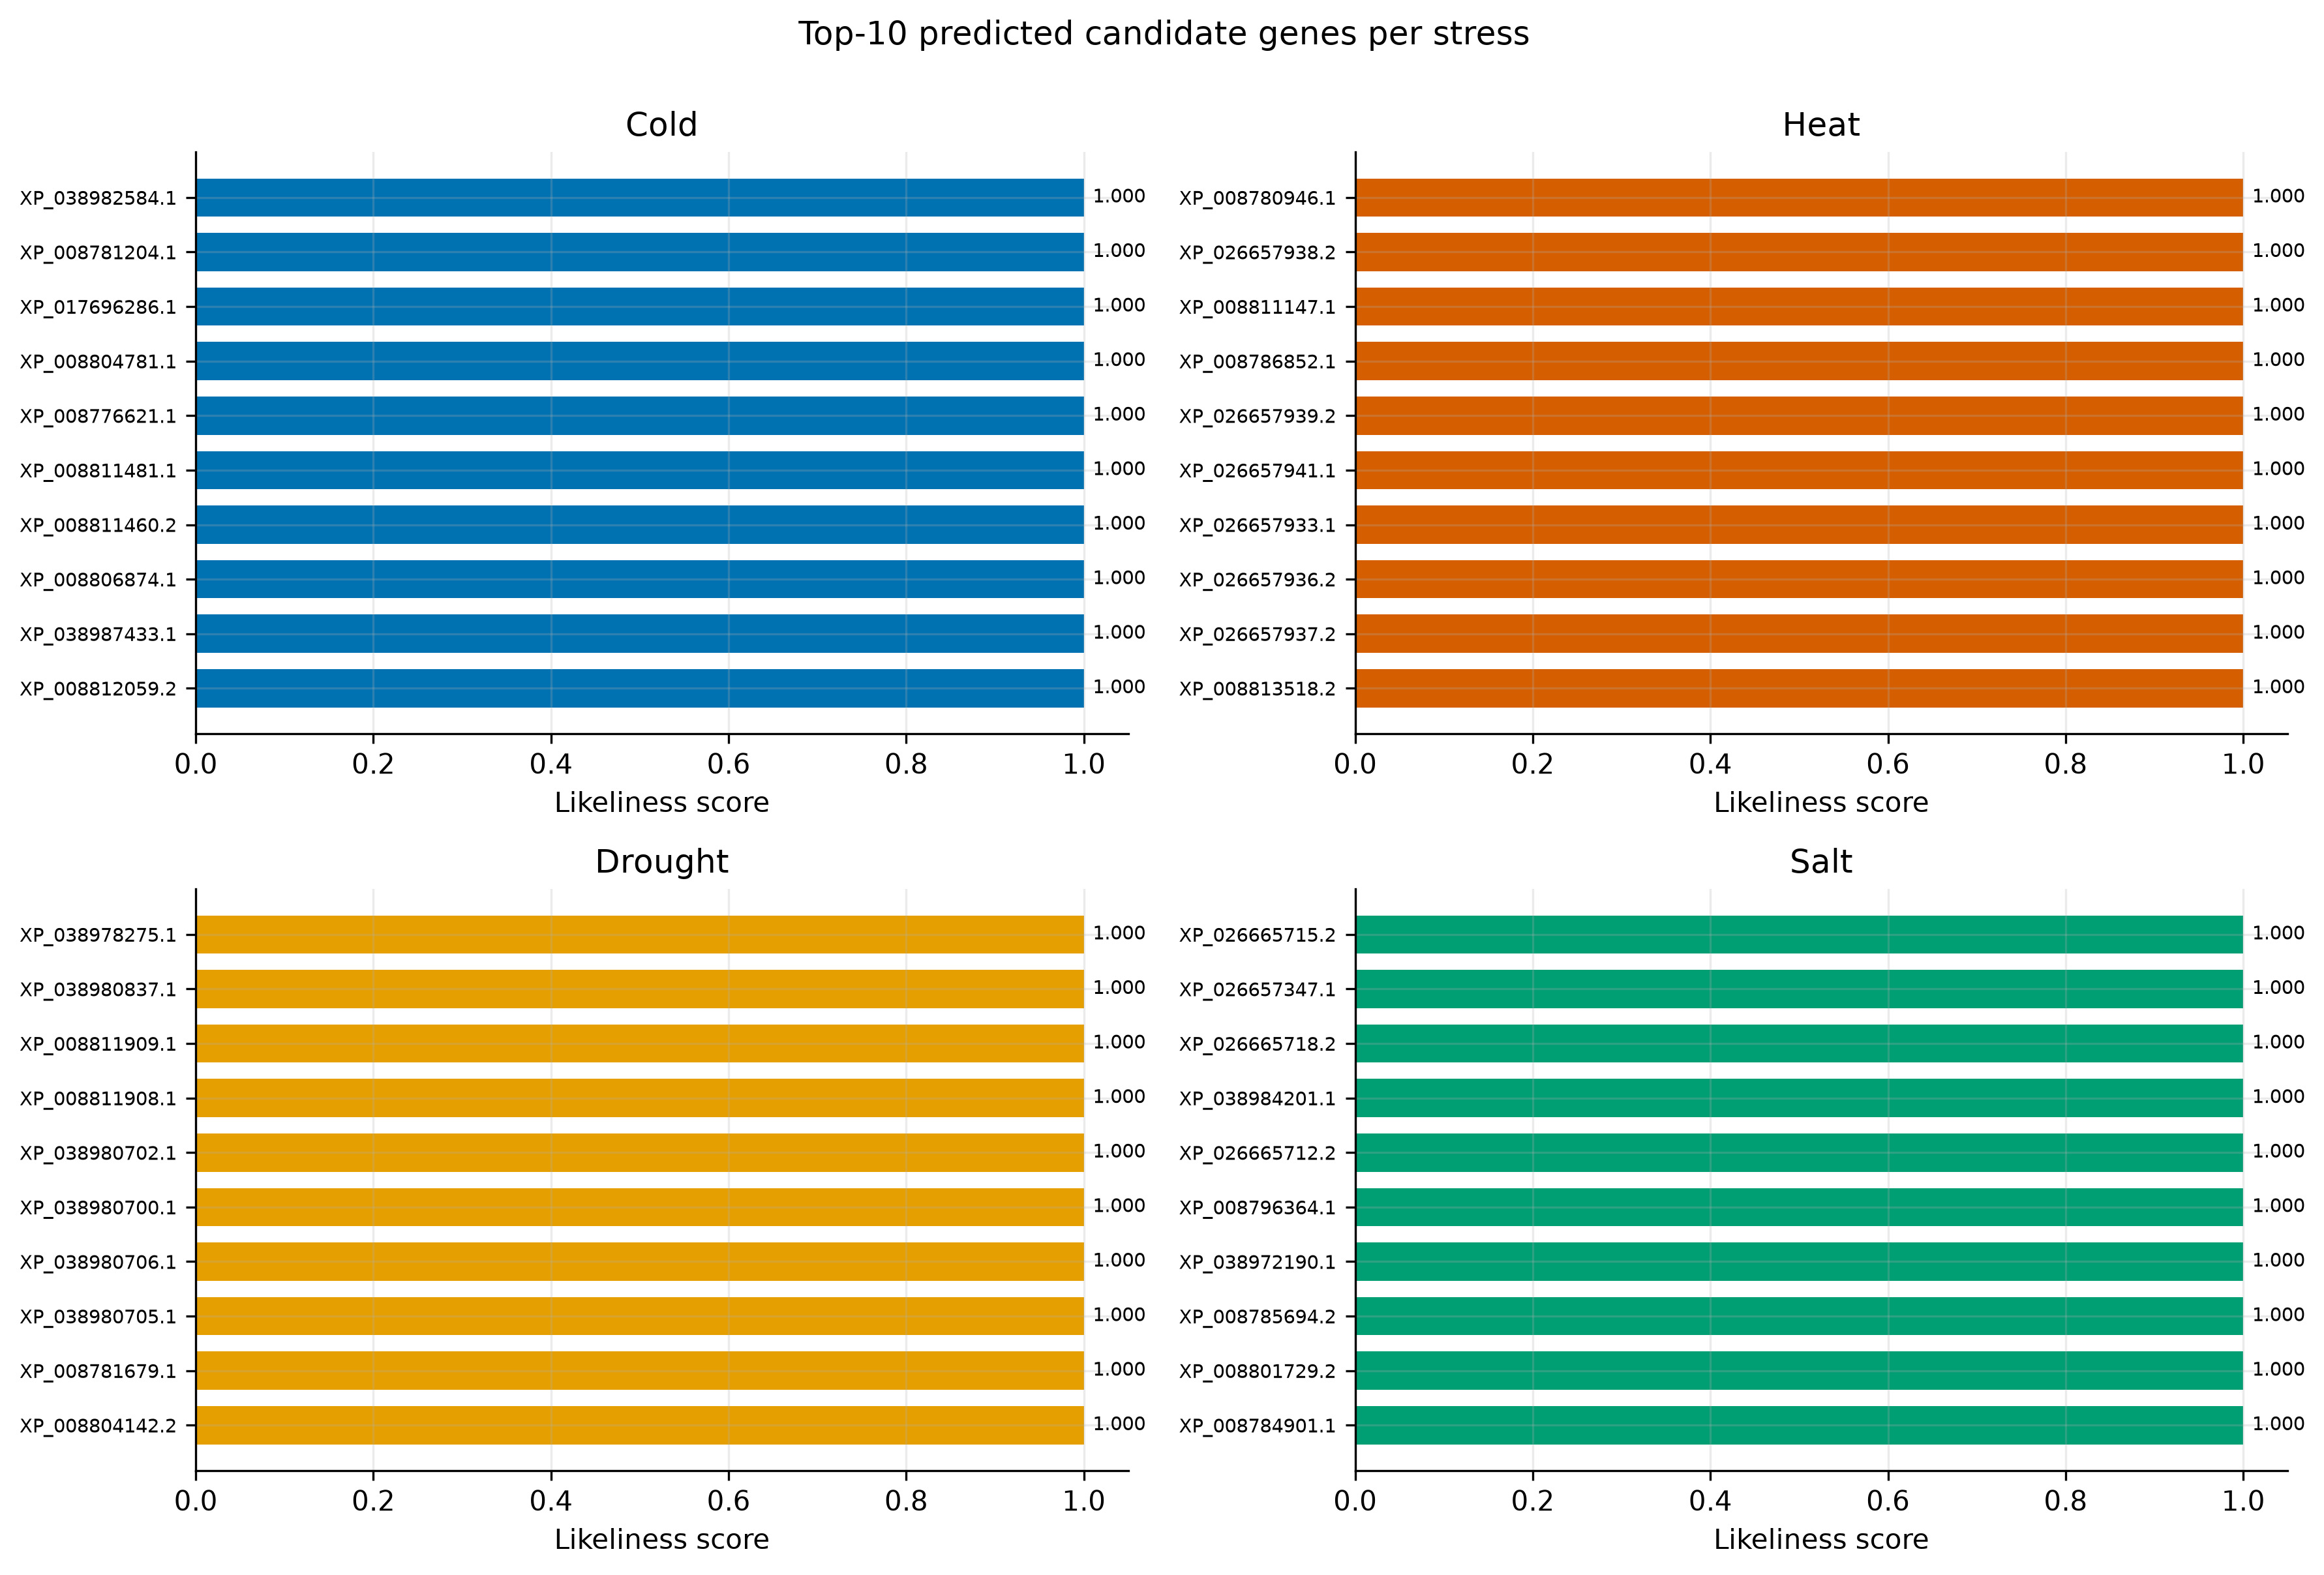 Top-10 predicted candidate genes per stress
Cold
XP_038982584.1 1.000
XP_008781204.1 1.000
XP_017696286.1 1.000
XP_008804781.1 1.000
XP_008776621.1 1.000
XP_008811481.1 1.000
XP_008811460.2 1.000
XP_008806874.1 1.000
XP_038987433.1 1.000
XP_008812059.2 1.000
0.0 0.2 0.4 0.6 0.8 1.0
Likeliness score
Heat
XP_008780946.1 1.000
XP_026657938.2 1.000
XP_008811147.1 1.000
XP_008786852.1 1.000
XP_026657939.2 1.000
XP_026657941.1 1.000
XP_026657933.1 1.000
XP_026657936.2 1.000
XP_026657937.2 1.000
XP_008813518.2 1.000
0.0 0.2 0.4 0.6 0.8 1.0
Likeliness score
Drought
XP_038978275.1 1.000
XP_038980837.1 1.000
XP_008811909.1 1.000
XP_008811908.1 1.000
XP_038980702.1 1.000
XP_038980700.1 1.000
XP_038980706.1 1.000
XP_038980705.1 1.000
XP_008781679.1 1.000
XP_008804142.2 1.000
0.0 0.2 0.4 0.6 0.8 1.0
Likeliness score
Salt
XP_026665715.2 1.000
XP_026657347.1 1.000
XP_026665718.2 1.000
XP_038984201.1 1.000
XP_026665712.2 1.000
XP_008796364.1 1.000
XP_038972190.1 1.000
XP_008785694.2 1.000
XP_008801729.2 1.000
XP_008784901.1 1.000
0.0 0.2 0.4 0.6 0.8 1.0
Likeliness score